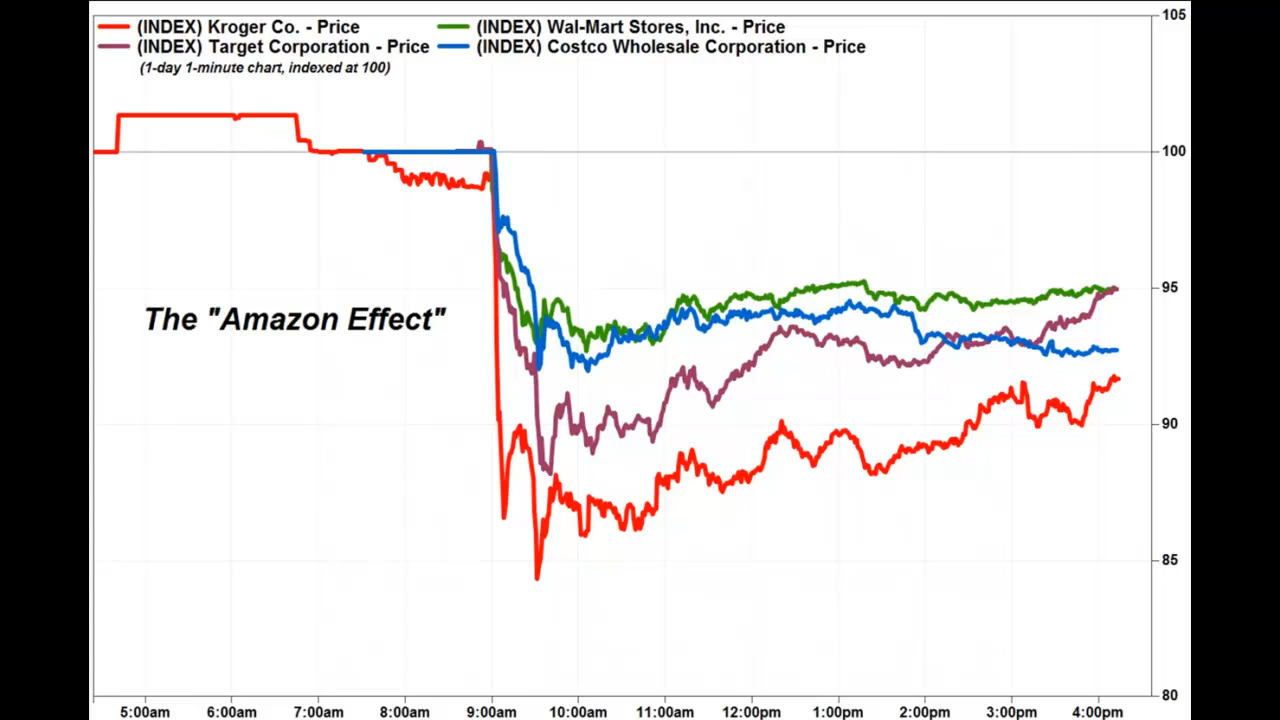 (INDEX) Kroger Co. - Price
(INDEX) Wal-Mart Stores, Inc. - Price
(INDEX) Target Corporation - Price
(INDEX) Costco Wholesale Corporation - Price
(1-day 1-minute chart, indexed at 100)
105
100
95
The "Amazon Effect"
90
85
80
5:00am 6:00am 7:00am 8:00am 9:00am 10:00am 11:00am 12:00pm 1:00pm 2:00pm 3:00pm 4:00pm